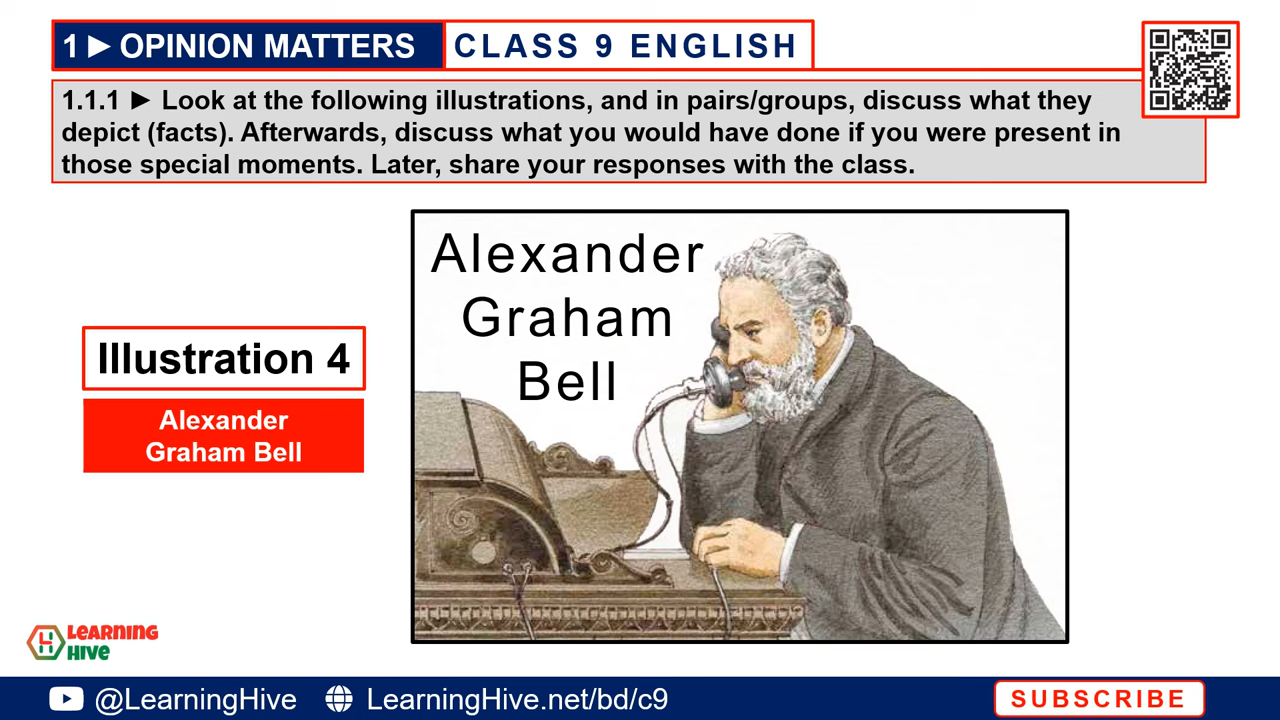 1 ► OPINION MATTERS
CLASS 9 ENGLISH
1.1.1 ► Look at the following illustrations, and in pairs/groups, discuss what they
depict (facts). Afterwards, discuss what you would have done if you were present in
those special moments. Later, share your responses with the class.
Illustration 4
Alexander
Graham Bell
Alexander
Graham
Bell
LEARNING
HIVE
@LearningHive
LearningHive.net/bd/c9
SUBSCRIBE